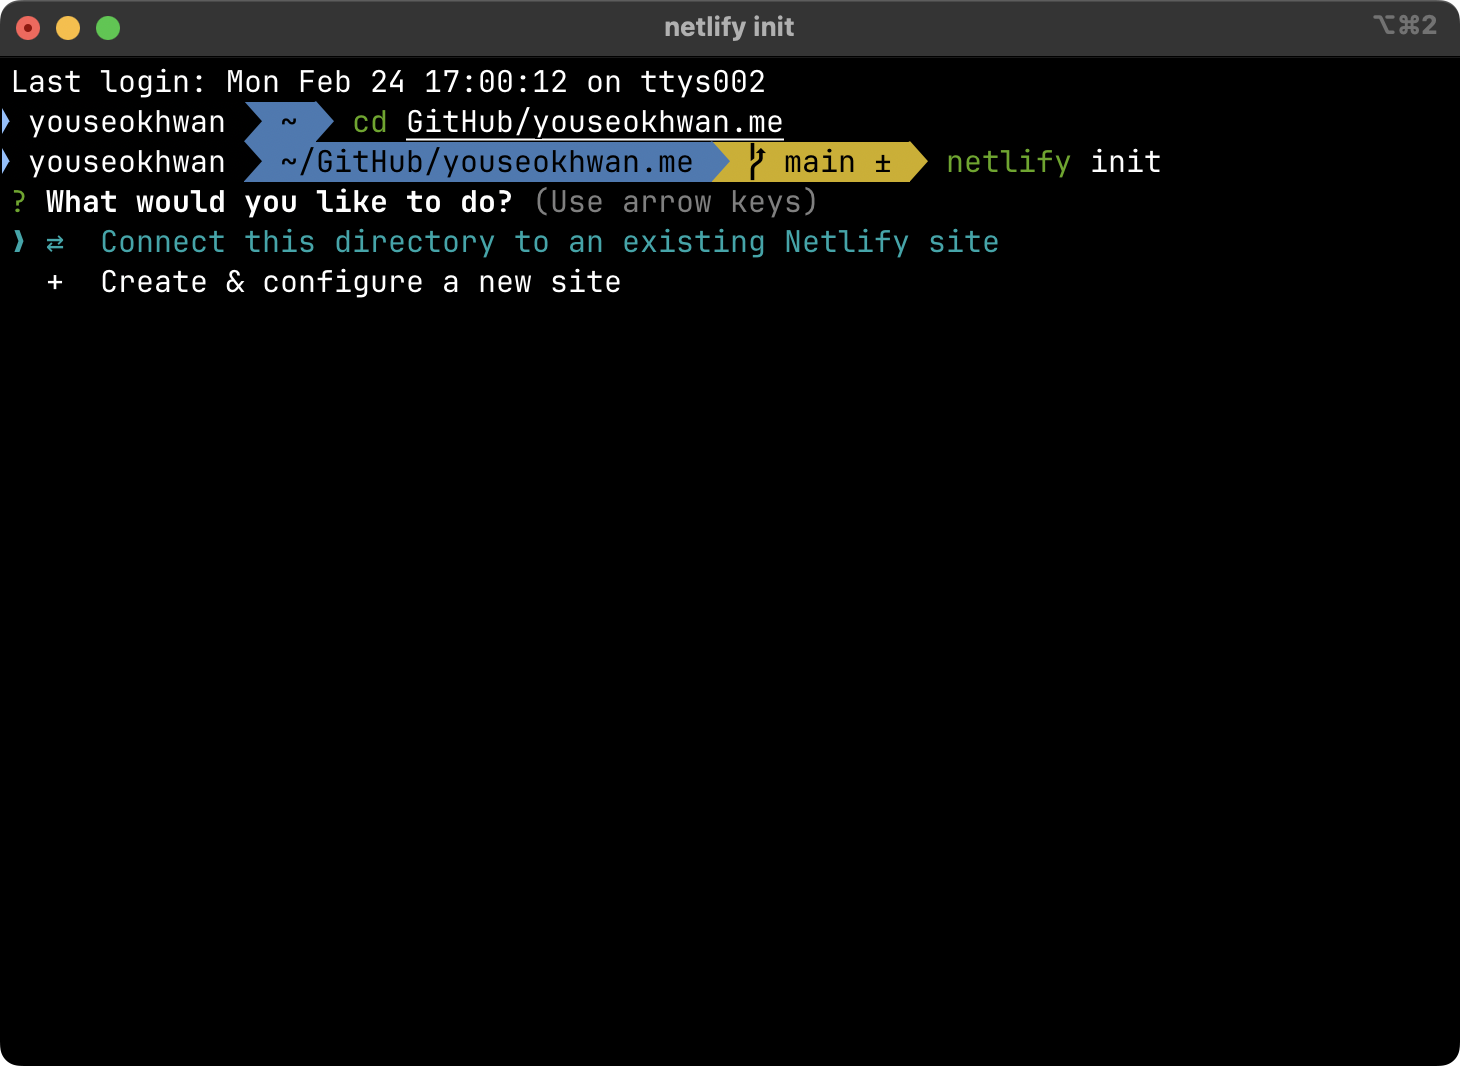 netlify init
⌥⌘2
Last login: Mon Feb 24 17:00:12 on ttys002
youseokhwan ~ cd GitHub/youseokhwan.me
youseokhwan ~/GitHub/youseokhwan.me main ± netlify init
? What would you like to do? (Use arrow keys)
❯ ⇄ Connect this directory to an existing Netlify site
+ Create & configure a new site